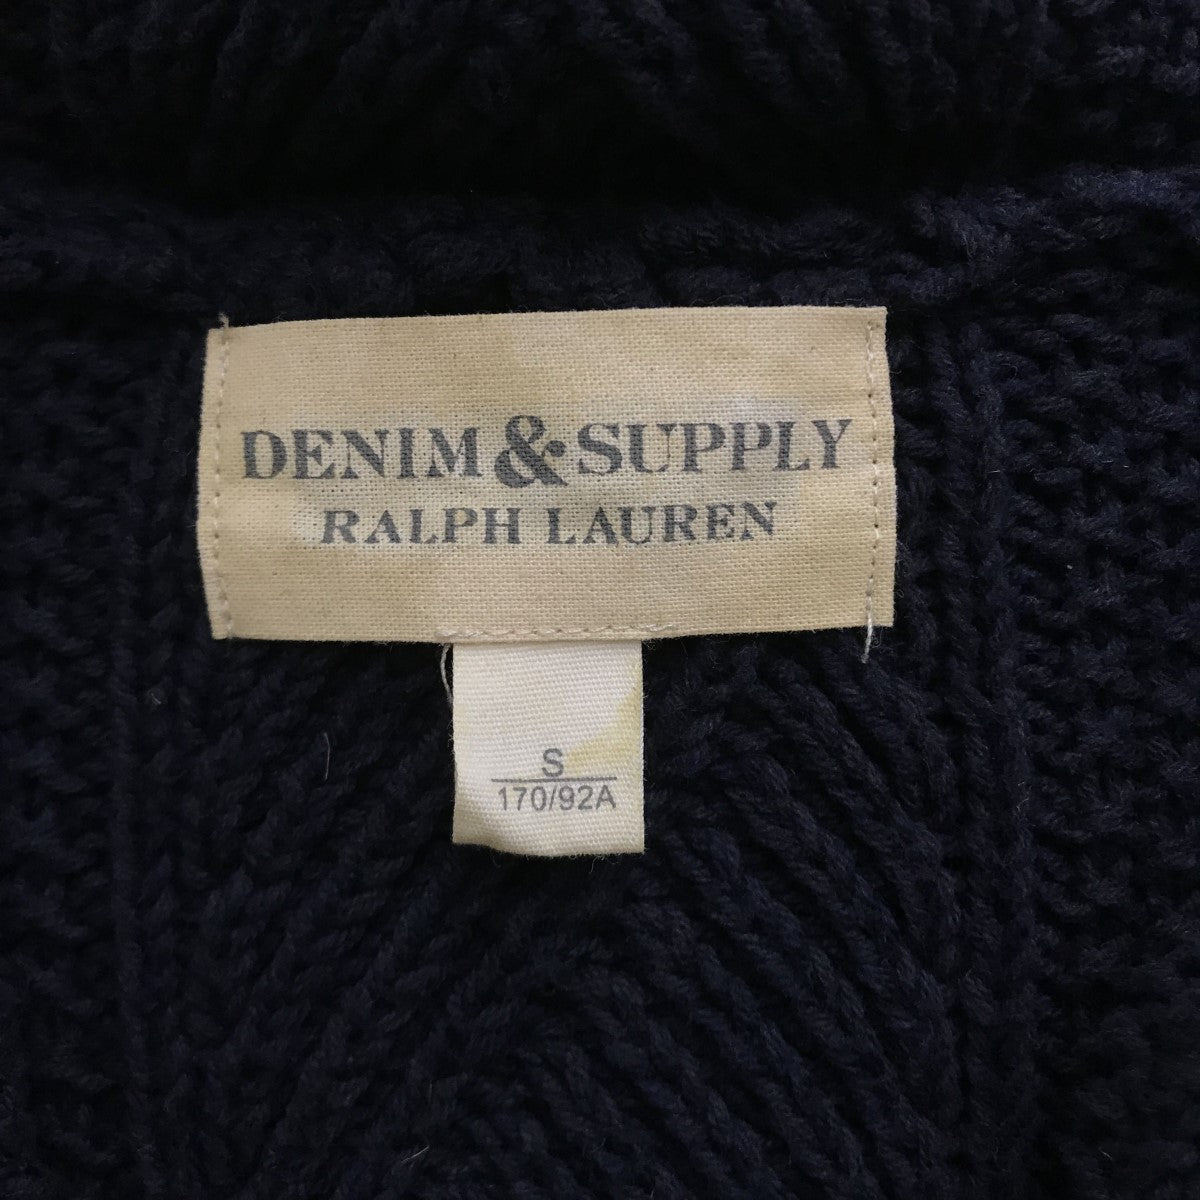 DENIM & SUPPLY
RALPH LAUREN
S
170/92A